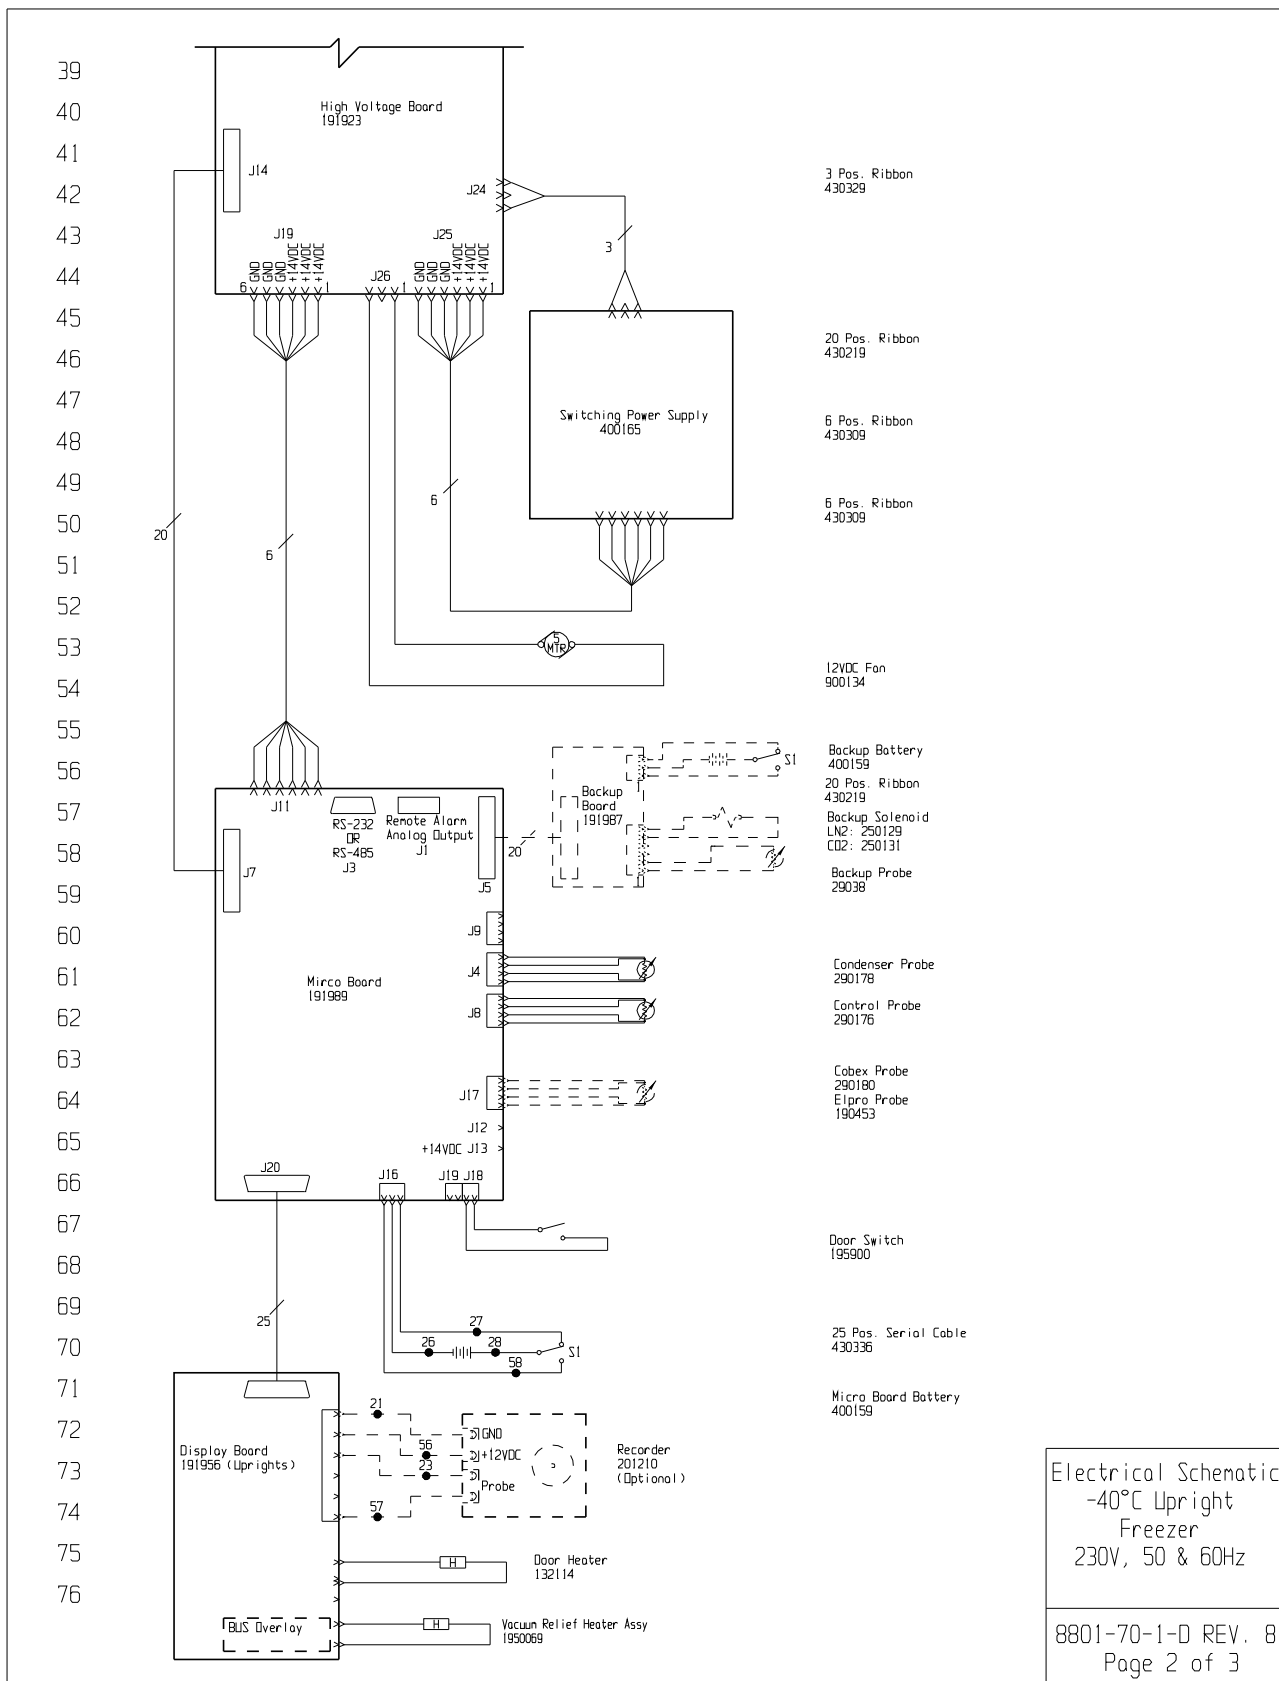 39
40
High Voltage Board
191923
41
J14
3 Pos. Ribbon
430329
42
J24
43
J19
J25
3
GND
GND
GND
+14VDC
+14VDC
+14VDC
GND
GND
GND
+14VDC
+14VDC
+14VDC
44
6
1
J26
1
1
45
46
20 Pos. Ribbon
430219
47
Switching Power Supply
400165
6 Pos. Ribbon
430309
48
49
6
6 Pos. Ribbon
430309
50
20
6
51
52
53
5
MTR
12VDC Fan
900134
54
55
S1
Backup Battery
400159
56
1
20 Pos. Ribbon
430219
57
J11
RS-232
OR
RS-485
J3
Remote Alarm
Analog Output
J1
Backup
Board
191987
Backup Solenoid
LN2: 250129
CO2: 250131
58
20
J7
J5
1
Backup Probe
29038
59
60
J9
61
J4
Condenser Probe
290178
Mirco Board
191989
62
J8
Control Probe
290176
63
Cobex Probe
290180
Elpro Probe
190453
64
J17
J12
65
+14VDC J13
66
J20
J16
J19
J18
67
Door Switch
195900
68
69
25
27
25 Pos. Serial Cable
430336
70
26
28
S1
58
71
21
Micro Board Battery
400159
72
GND
Display Board
191956 (Uprights)
56
+12VDC
Recorder
201210
(Optional)
73
23
Probe
74
57
75
H
Door Heater
132114
76
BUS Overlay
H
Vacuum Relief Heater Assy
1950069
Electrical Schematic
-40°C Upright
Freezer
230V, 50 & 60Hz
8801-70-1-D REV. 8
Page 2 of 3